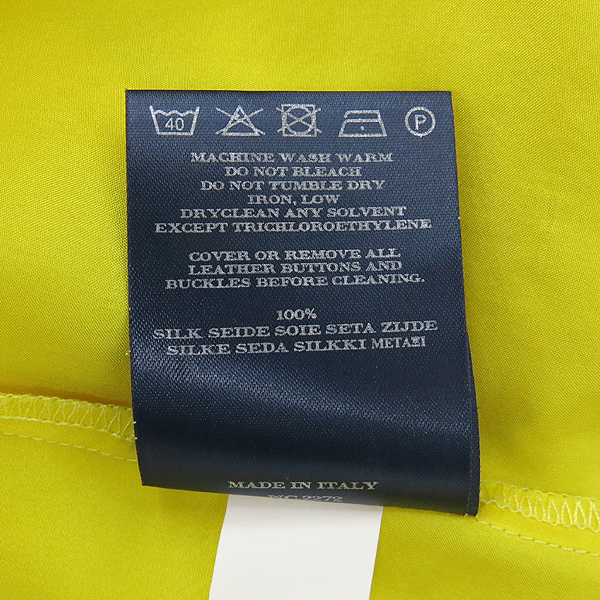 40
P
MACHINE WASH WARM
DO NOT BLEACH
DO NOT TUMBLE DRY
IRON, LOW
DRYCLEAN ANY SOLVENT
EXCEPT TRICHLOROETHYLENE
COVER OR REMOVE ALL
LEATHER BUTTONS AND
BUCKLES BEFORE CLEANING.
100%
SILK SEIDE SOIE SETA ZIJDE
SILKE SEDA SILKKI ΜΕΤΑΞΙ
MADE IN ITALY